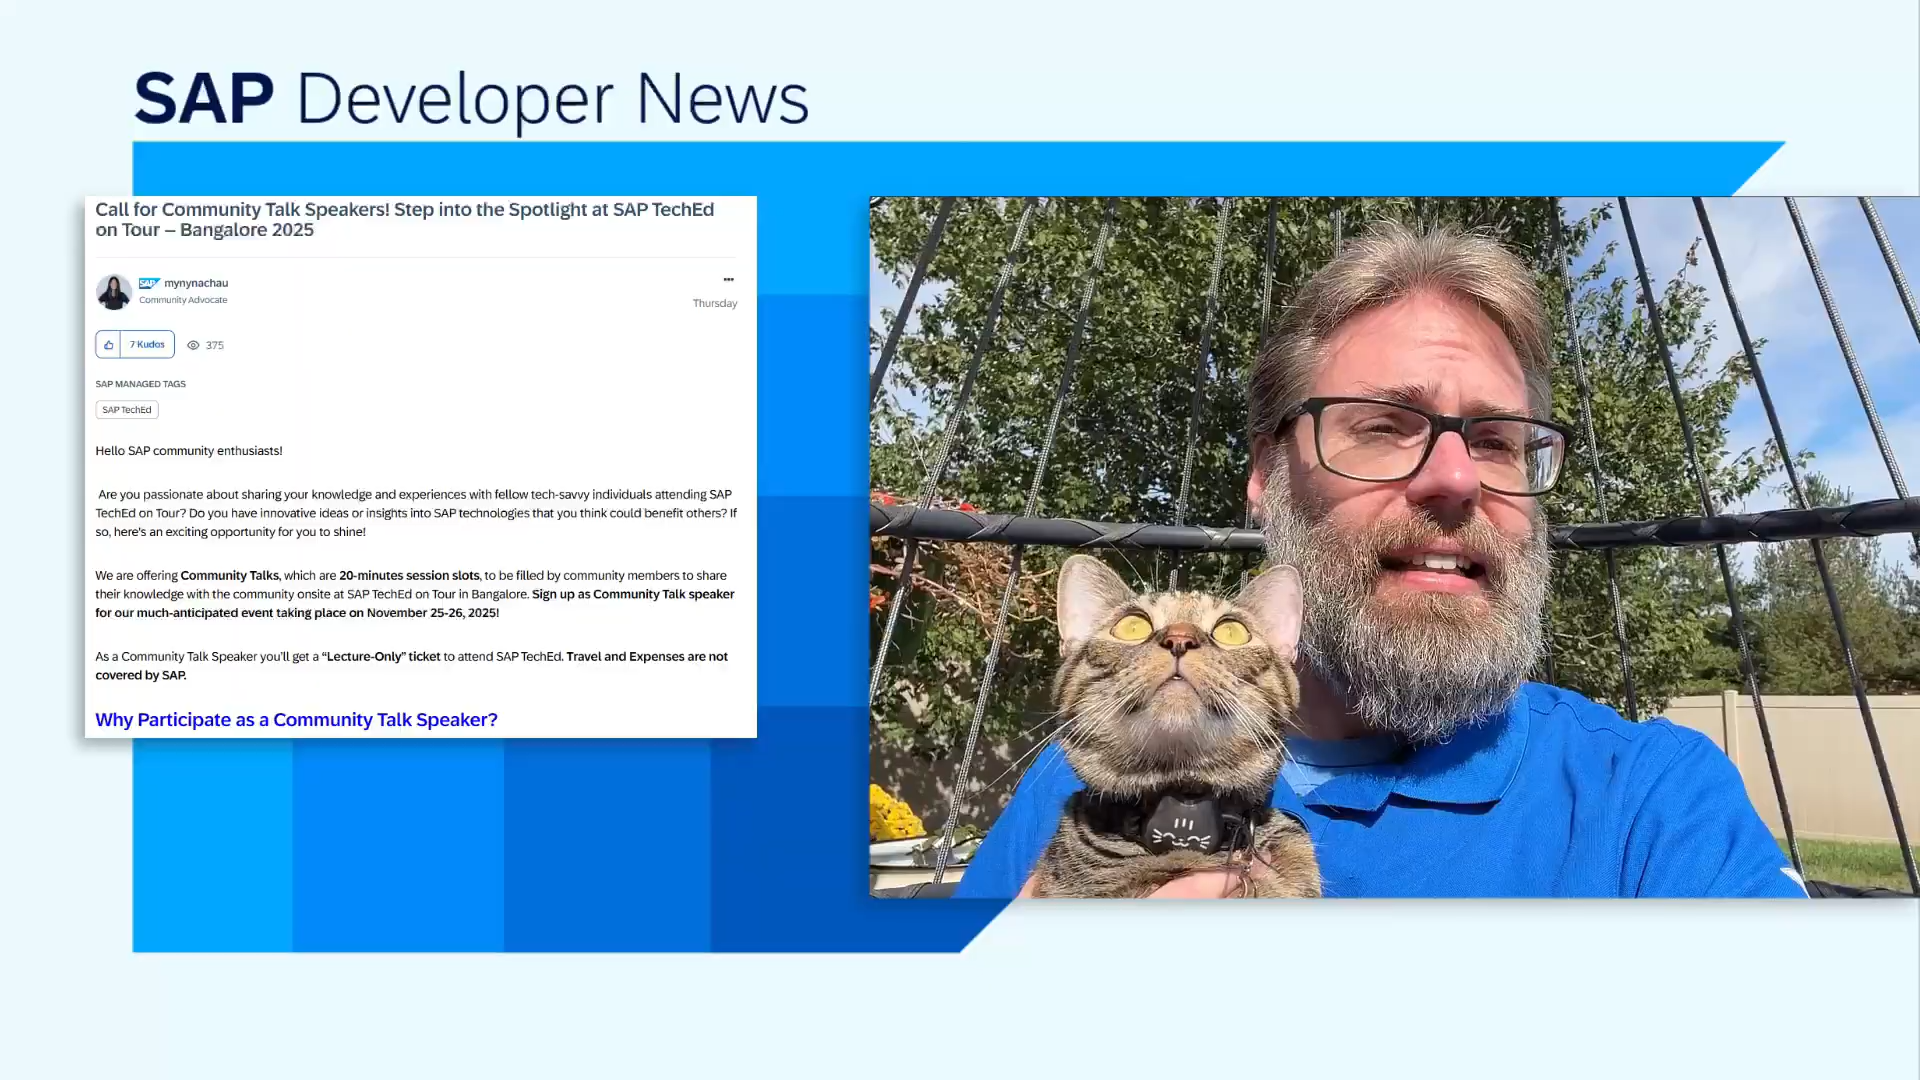 SAP Developer News
Call for Community Talk Speakers! Step into the Spotlight at SAP TechEd
on Tour – Bangalore 2025
SAP mynynachau
Community Advocate
Thursday
7 Kudos 375
SAP MANAGED TAGS
SAP TechEd
Hello SAP community enthusiasts!
Are you passionate about sharing your knowledge and experiences with fellow tech-savvy individuals attending SAP
TechEd on Tour? Do you have innovative ideas or insights into SAP technologies that you think could benefit others? If
so, here's an exciting opportunity for you to shine!
We are offering Community Talks, which are 20-minutes session slots, to be filled by community members to share
their knowledge with the community onsite at SAP TechEd on Tour in Bangalore. Sign up as Community Talk speaker
for our much-anticipated event taking place on November 25-26, 2025!
As a Community Talk Speaker you'll get a “Lecture-Only” ticket to attend SAP TechEd. Travel and Expenses are not
covered by SAP.
Why Participate as a Community Talk Speaker?